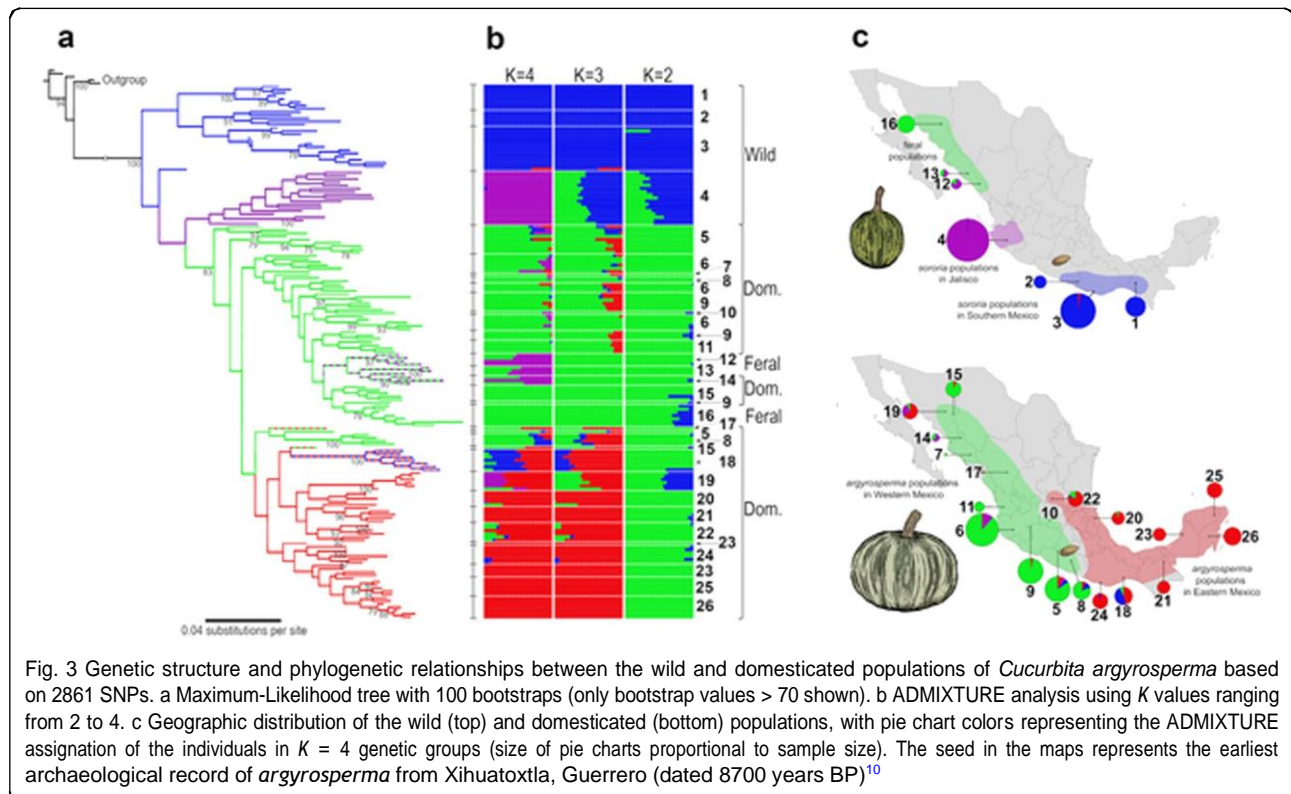 a
b
c
K=4 K=3 K=2
Outgroup
100
100
83
100
100
0.04 substitutions per site
1
2
3
4
5
6
7
8
6
9
10
6
9
11
12
13
14
15
9
16
17
5
8
15
18
19
20
21
22
23
24
23
25
26
Wild
Dom.
Feral
Dom.
Feral
Dom.
16
feral
populations
13
12
4
sororia populations
in Jalisco
2
sororia populations
in Southern Mexico
3
1
15
19
14
7
argyrosperma populations
in Western Mexico
17
11
6
10
22
20
25
23
26
argyrosperma
populations
in Eastern Mexico
9
5
8
24
18
21
Fig. 3 Genetic structure and phylogenetic relationships between the wild and domesticated populations of Cucurbita argyrosperma based
on 2861 SNPs. a Maximum-Likelihood tree with 100 bootstraps (only bootstrap values > 70 shown). b ADMIXTURE analysis using K values ranging
from 2 to 4. c Geographic distribution of the wild (top) and domesticated (bottom) populations, with pie chart colors representing the ADMIXTURE
assignation of the individuals in K = 4 genetic groups (size of pie charts proportional to sample size). The seed in the maps represents the earliest
archaeological record of argyrosperma from Xihuatoxtla, Guerrero (dated 8700 years BP)10